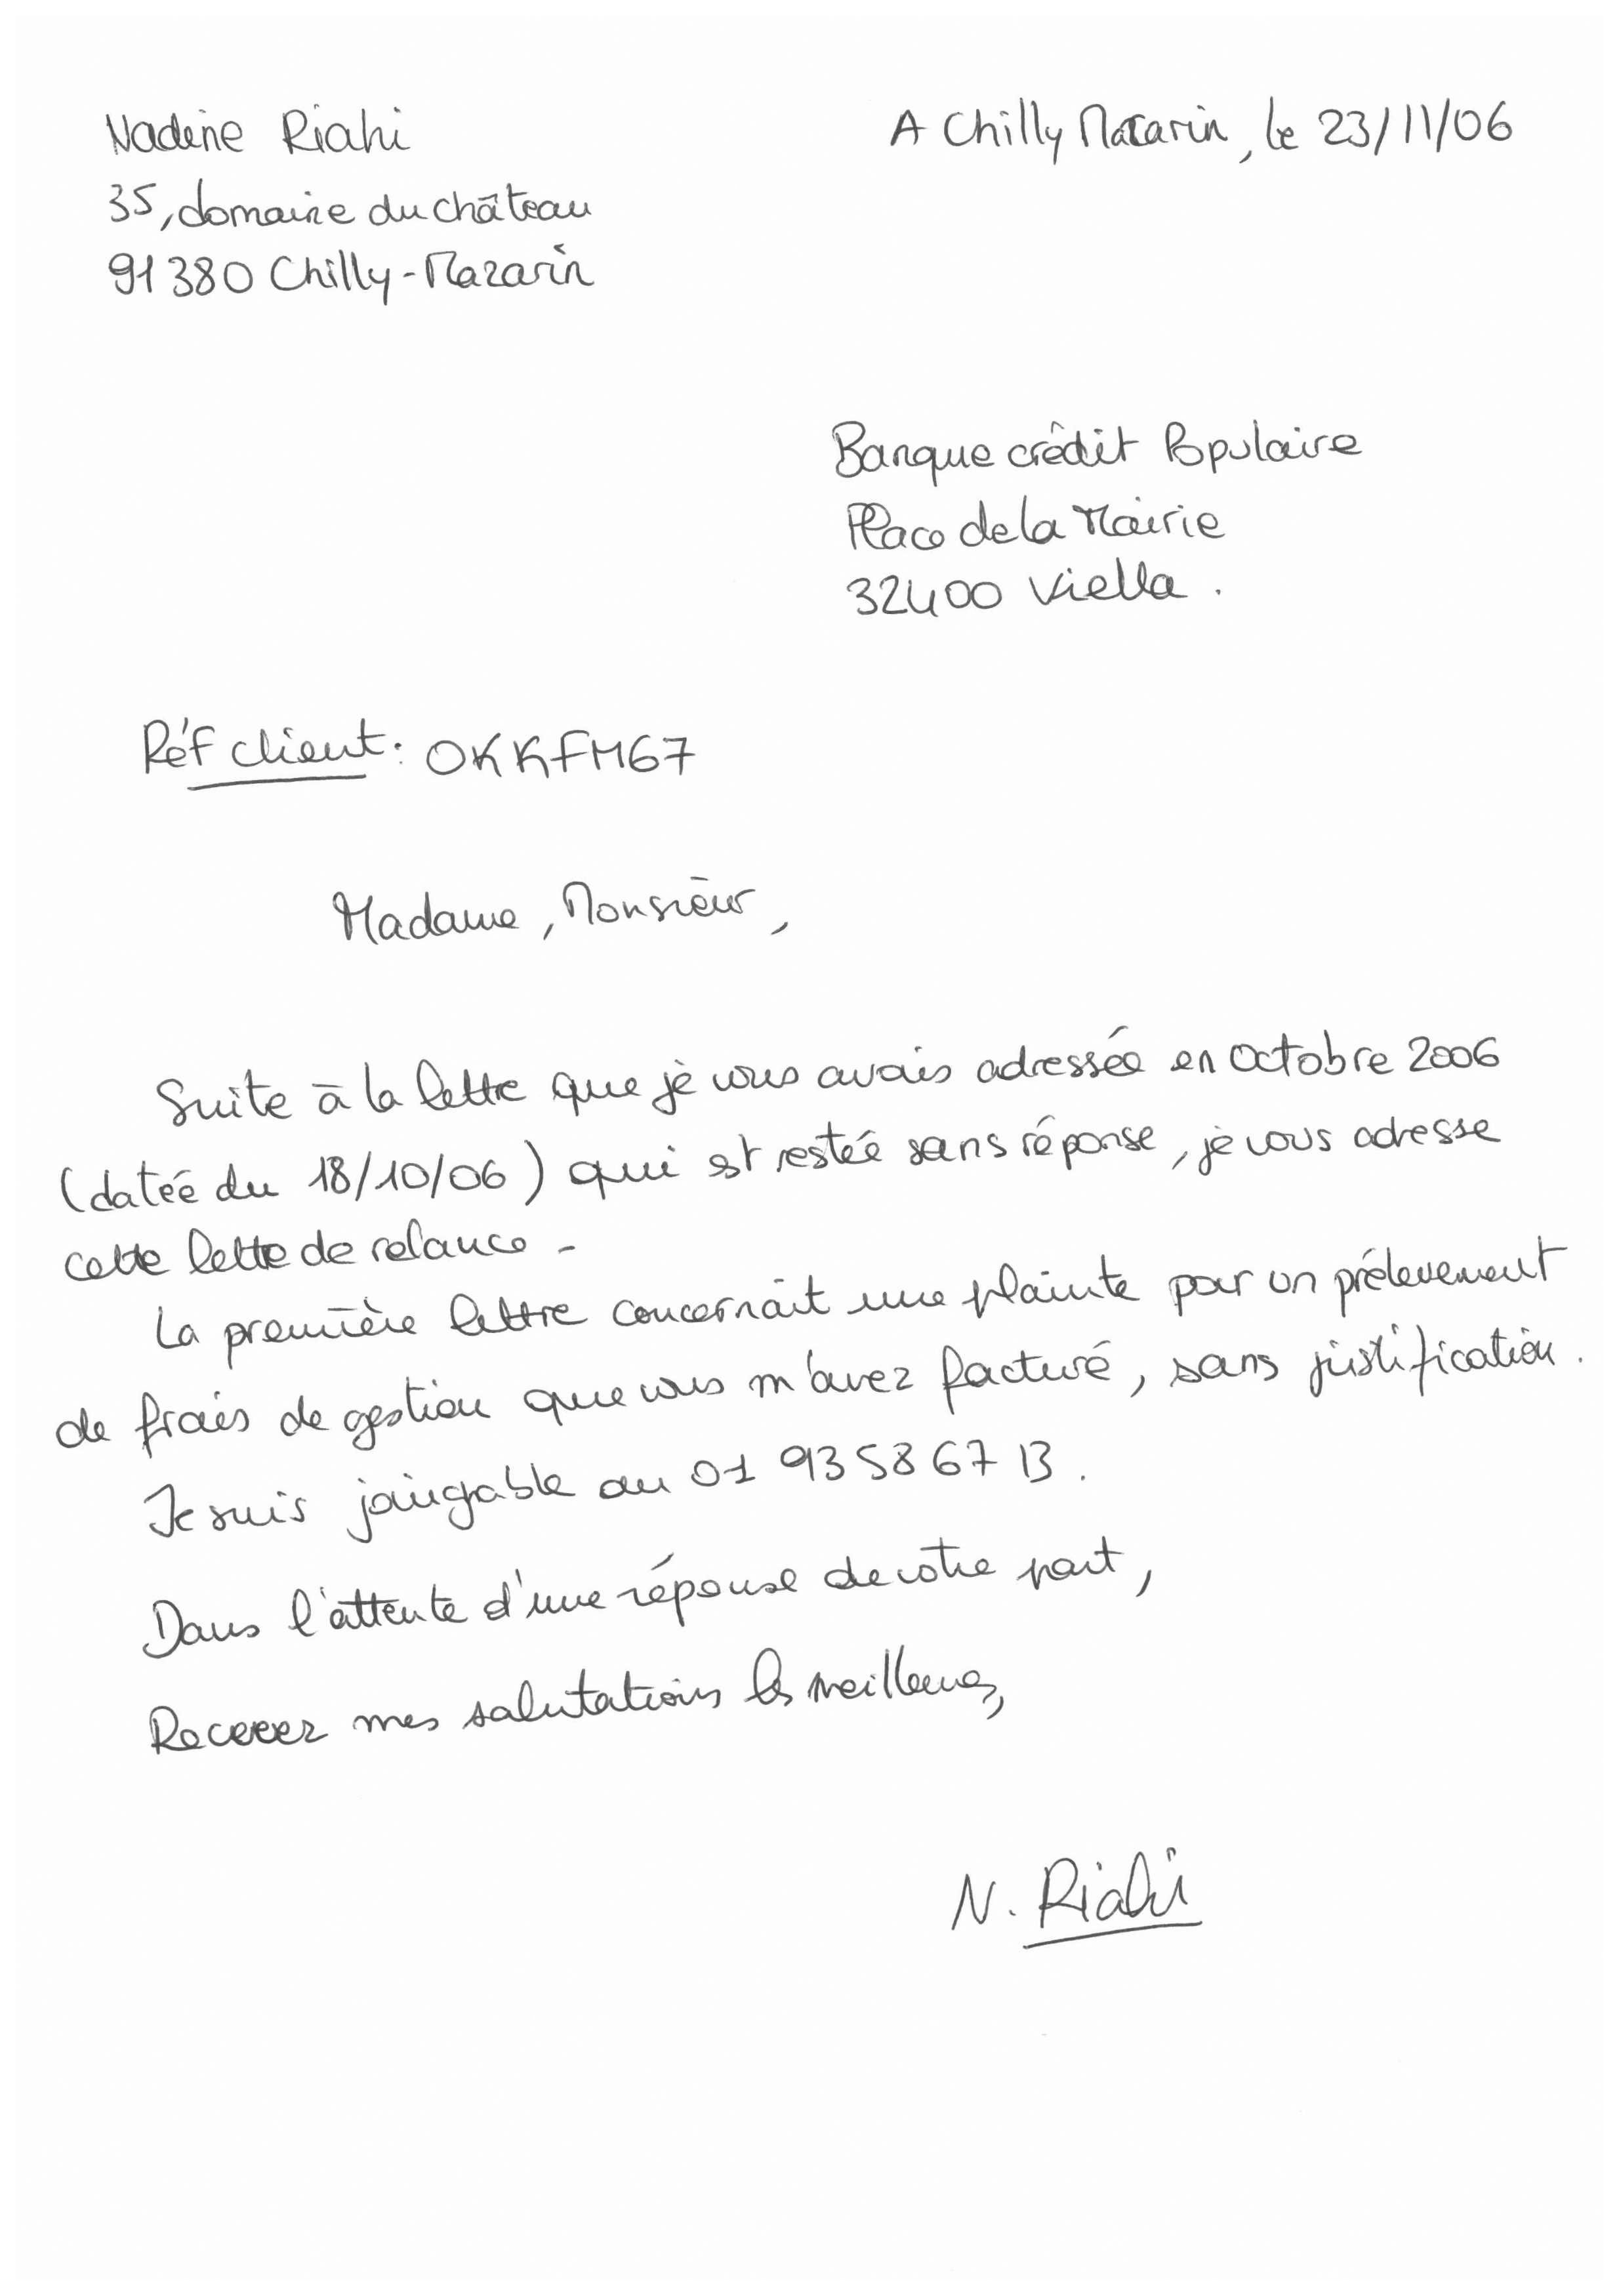 Nadine Riahi
A Chilly Mazarin, le 23/11/06
35, domaine du château
91380 Chilly-Mazarin
Banque crédit Populaire
Place de la Mairie
32400 Viella.
Réf client : OKKFM67
Madame, Monsieur,
Suite à la lettre que je vous avais adressée en octobre 2006
(datée du 18/10/06) qui est restée sans réponse, je vous adresse
cette lettre de relance -
La première lettre concernait une plainte pour un prélevement
de frais de gestion que vous m'avez facturé, sans justification.
Je suis joingable au 01 93 58 67 13.
Dans l'attente d'une réponse de votre part,
Recevez mes salutations les meilleures,
N. Riahi